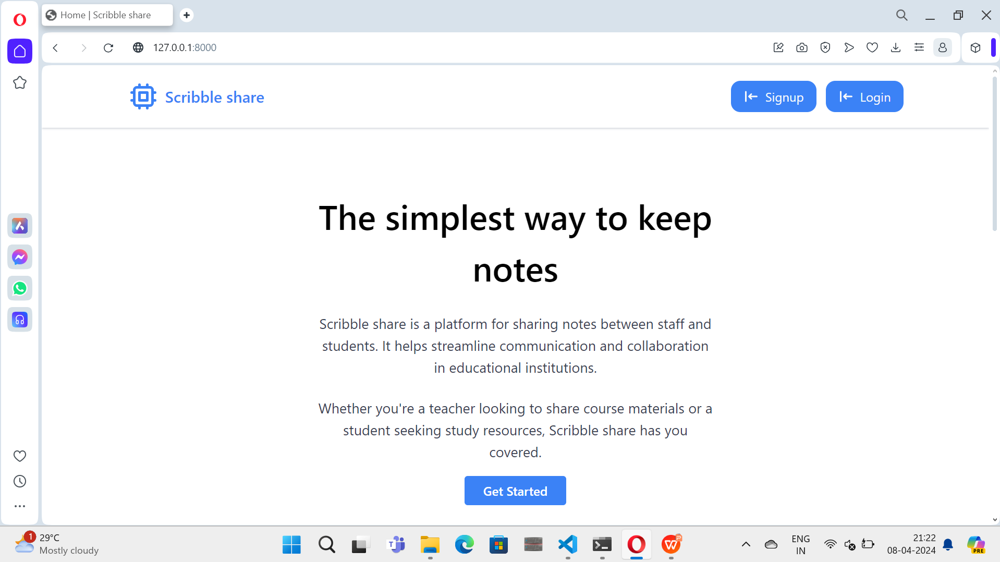 Home | Scribble share
127.0.0.1:8000
Scribble share
Signup
Login
The simplest way to keep
notes
Scribble share is a platform for sharing notes between staff and
students. It helps streamline communication and collaboration
in educational institutions.
Whether you're a teacher looking to share course materials or a
student seeking study resources, Scribble share has you
covered.
Get Started
1
29°C
Mostly cloudy
T
W
P
ENG
IN
21:22
08-04-2024
PRE